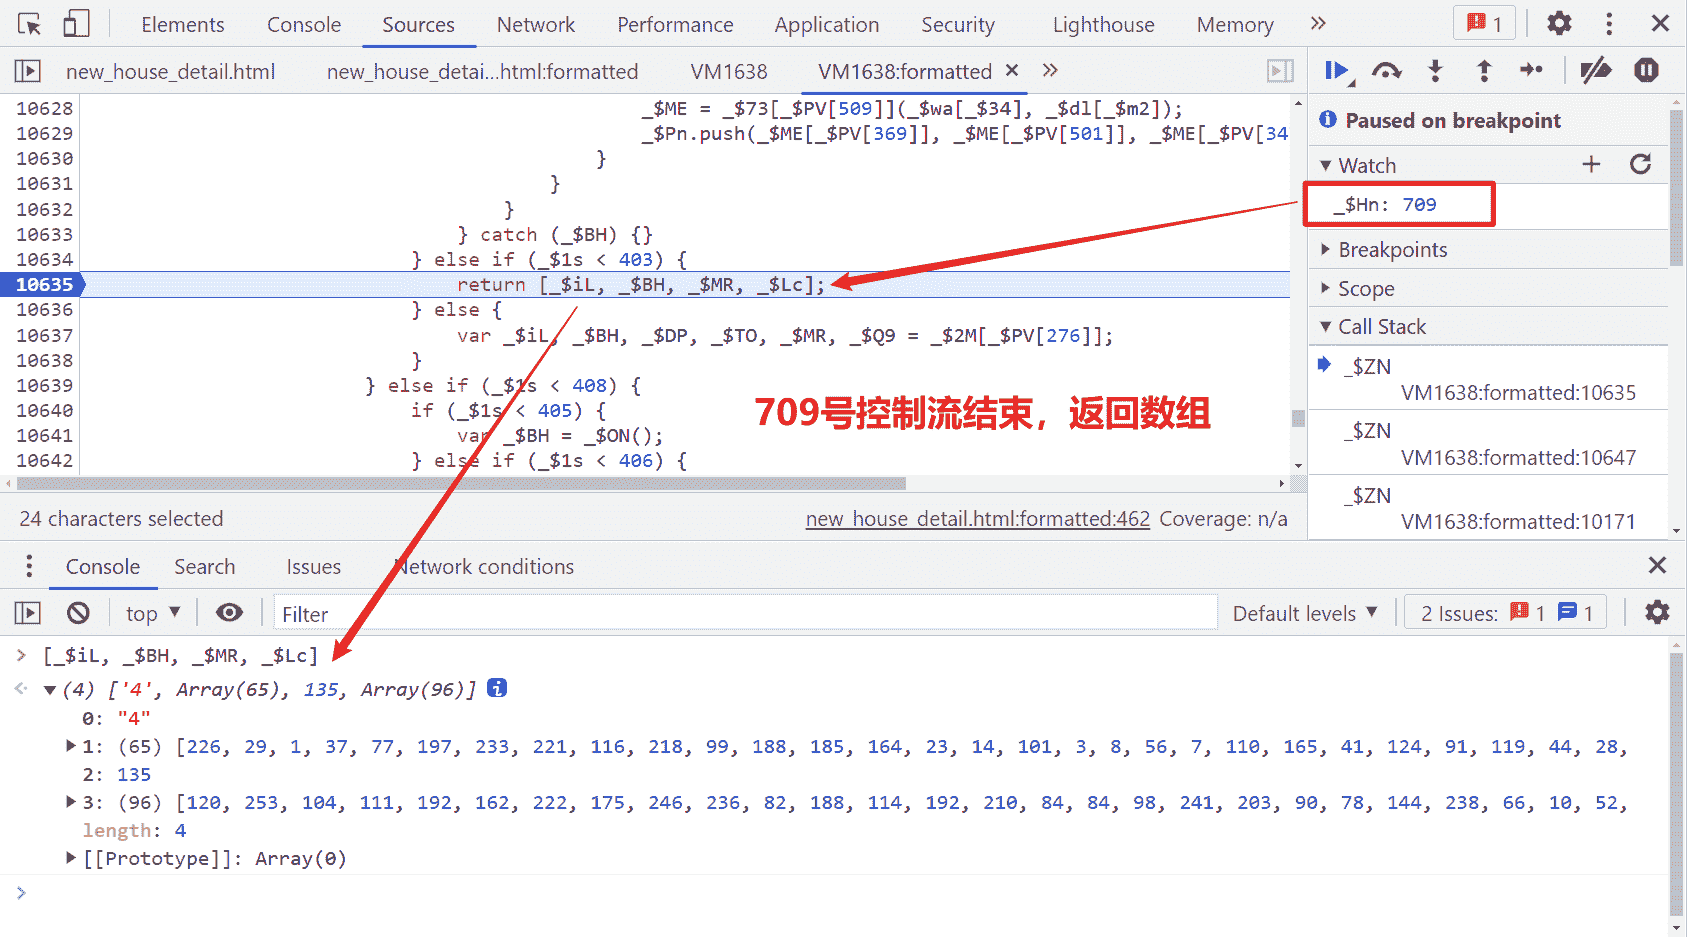 Elements Console Sources Network Performance Application Security Lighthouse Memory » 1
new_house_detail.html new_house_detai...html:formatted VM1638 VM1638:formatted × »
10628 _$ME = _$73[_$PV[509]](_$wa[_$34], _$dl[_$m2]);
10629 _$Pn.push(_$ME[_$PV[369]], _$ME[_$PV[501]], _$ME[_$PV[34
10630 }
10631 }
10632 }
10633 } catch (_$BH) {}
10634 } else if (_$1s < 403) {
10635 return [_$iL, _$BH, _$MR, _$Lc];
10636 } else {
10637 var _$iL, _$BH, _$DP, _$TO, _$MR, _$Q9 = _$2M[_$PV[276]];
10638 }
10639 } else if (_$1s < 408) {
10640 if (_$1s < 405) {
10641 var _$BH = _$ON();
10642 } else if (_$1s < 406) {
709号控制流结束，返回数组
24 characters selected new_house_detail.html:formatted:462 Coverage: n/a
Paused on breakpoint
Watch
_$Hn: 709
Breakpoints
Scope
Call Stack
_$ZN
VM1638:formatted:10635
_$ZN
VM1638:formatted:10647
_$ZN
VM1638:formatted:10171
Console Search Issues Network conditions
top Filter Default levels 2 Issues: 1 1
> [_$iL, _$BH, _$MR, _$Lc]
(4) ['4', Array(65), 135, Array(96)]
0: "4"
1: (65) [226, 29, 1, 37, 77, 197, 233, 221, 116, 218, 99, 188, 185, 164, 23, 14, 101, 3, 8, 56, 7, 110, 165, 41, 124, 91, 119, 44, 28,
2: 135
3: (96) [120, 253, 104, 111, 192, 162, 222, 175, 246, 236, 82, 188, 114, 192, 210, 84, 84, 98, 241, 203, 90, 78, 144, 238, 66, 10, 52,
length: 4
[[Prototype]]: Array(0)
>